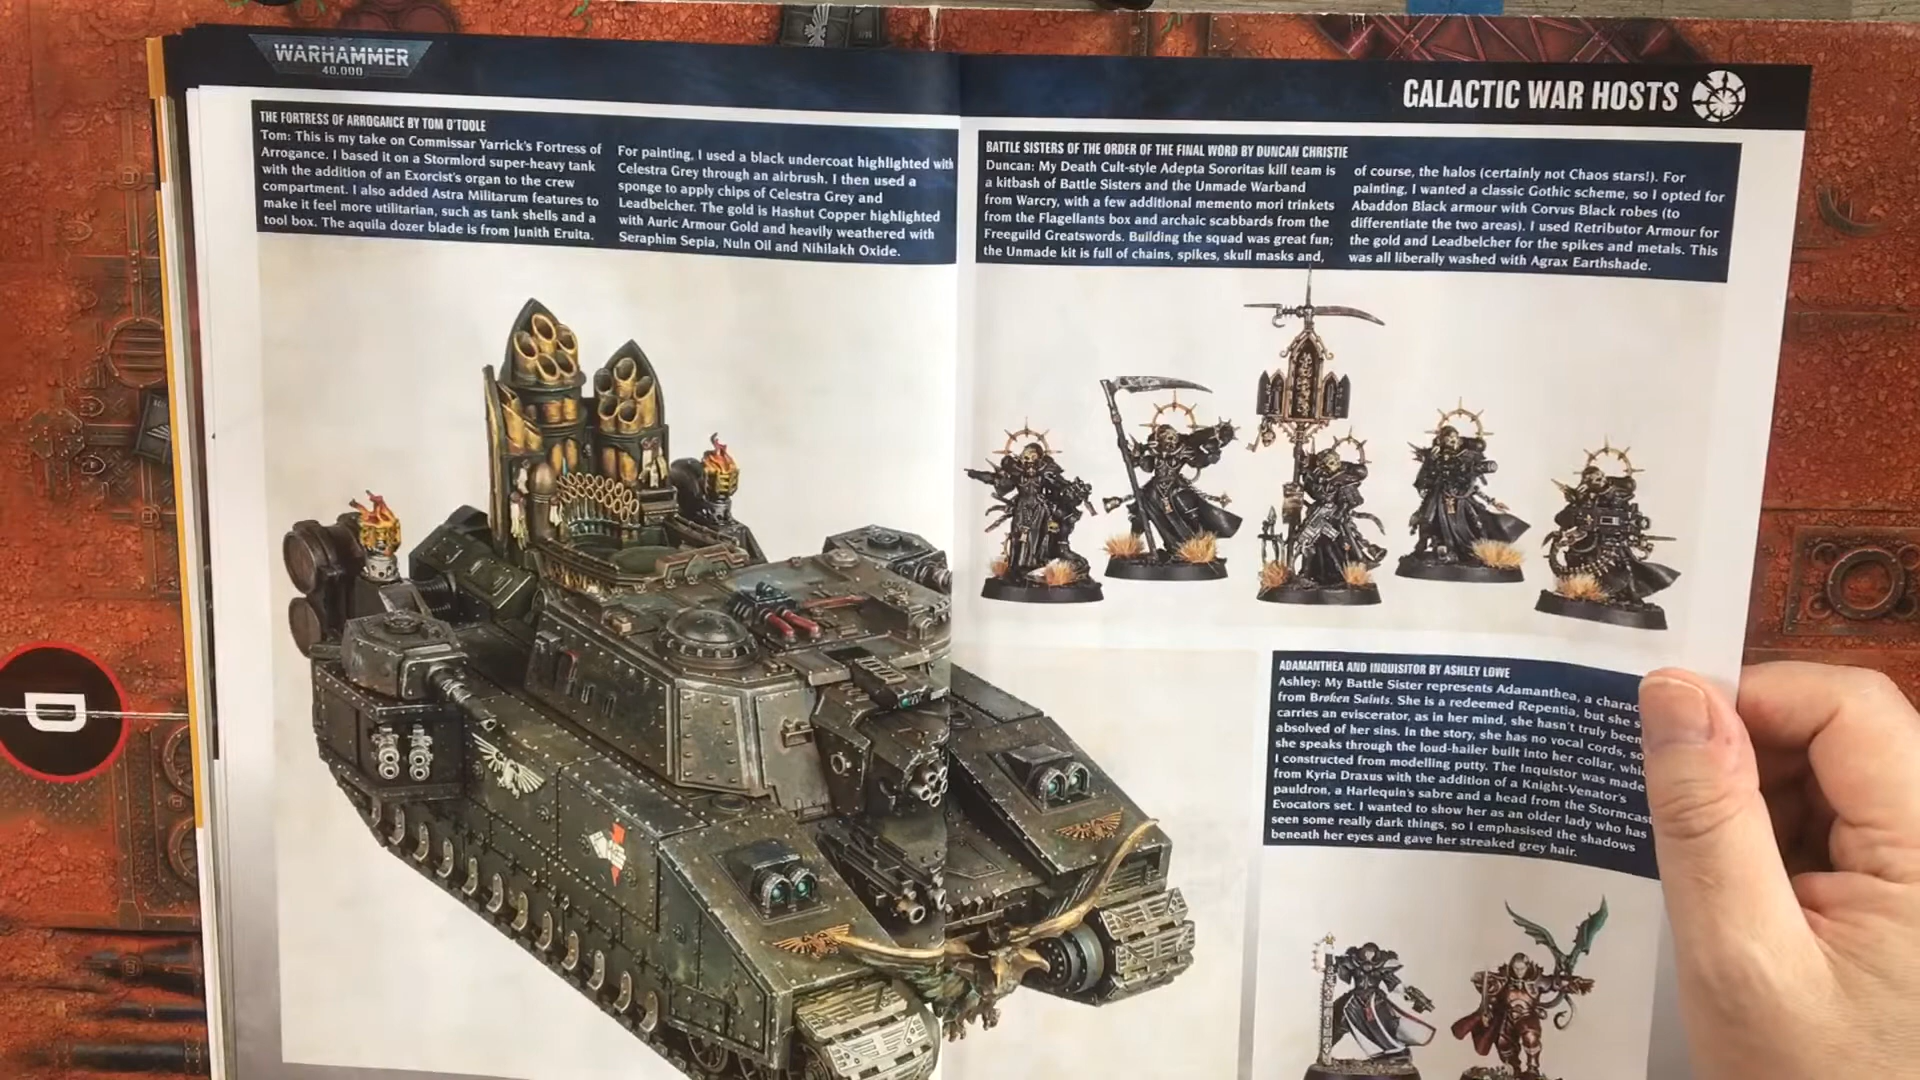 WARHAMMER
40,000
GALACTIC WAR HOSTS
THE FORTRESS OF ARROGANCE BY TOM O'TOOLE
Tom: This is my take on Commissar Yarrick's Fortress of
Arrogance. I based it on a Stormlord super-heavy tank
with the addition of an Exorcist's organ to the crew
compartment. I also added Astra Militarum features to
make it feel more utilitarian, such as tank shells and a
tool box. The aquila dozer blade is from Junith Eruita.
For painting, I used a black undercoat highlighted with
Celestra Grey through an airbrush. I then used a
sponge to apply chips of Celestra Grey and
Leadbelcher. The gold is Hashut Copper highlighted
with Auric Armour Gold and heavily weathered with
Seraphim Sepia, Nuln Oil and Nihilakh Oxide.
BATTLE SISTERS OF THE ORDER OF THE FINAL WORD BY DUNCAN CHRISTIE
Duncan: My Death Cult-style Adepta Sororitas kill team is
a kitbash of Battle Sisters and the Unmade Warband
from Warcry, with a few additional memento mori trinkets
from the Flagellants box and archaic scabbards from the
Freeguild Greatswords. Building the squad was great fun;
the Unmade kit is full of chains, spikes, skull masks and,
of course, the halos (certainly not Chaos stars!). For
painting, I wanted a classic Gothic scheme, so I opted for
Abaddon Black armour with Corvus Black robes (to
differentiate the two areas). I used Retributor Armour for
the gold and Leadbelcher for the spikes and metals. This
was all liberally washed with Agrax Earthshade.
ADAMANTHEA AND INQUISITOR BY ASHLEY LOWE
Ashley: My Battle Sister represents Adamanthea, a charac
from Broken Saints. She is a redeemed Repentia, but she s
carries an eviscerator, as in her mind, she hasn't truly been
absolved of her sins. In the story, she has no vocal cords, so
she speaks through the loud-hailer built into her collar, whi
I constructed from modelling putty. The Inquistor was made
from Kyria Draxus with the addition of a Knight-Venator's
pauldron, a Harlequin's sabre and a head from the Stormcast
Evocators set. I wanted to show her as an older lady who has
seen some really dark things, so I emphasised the shadows
beneath her eyes and gave her streaked grey hair.
D